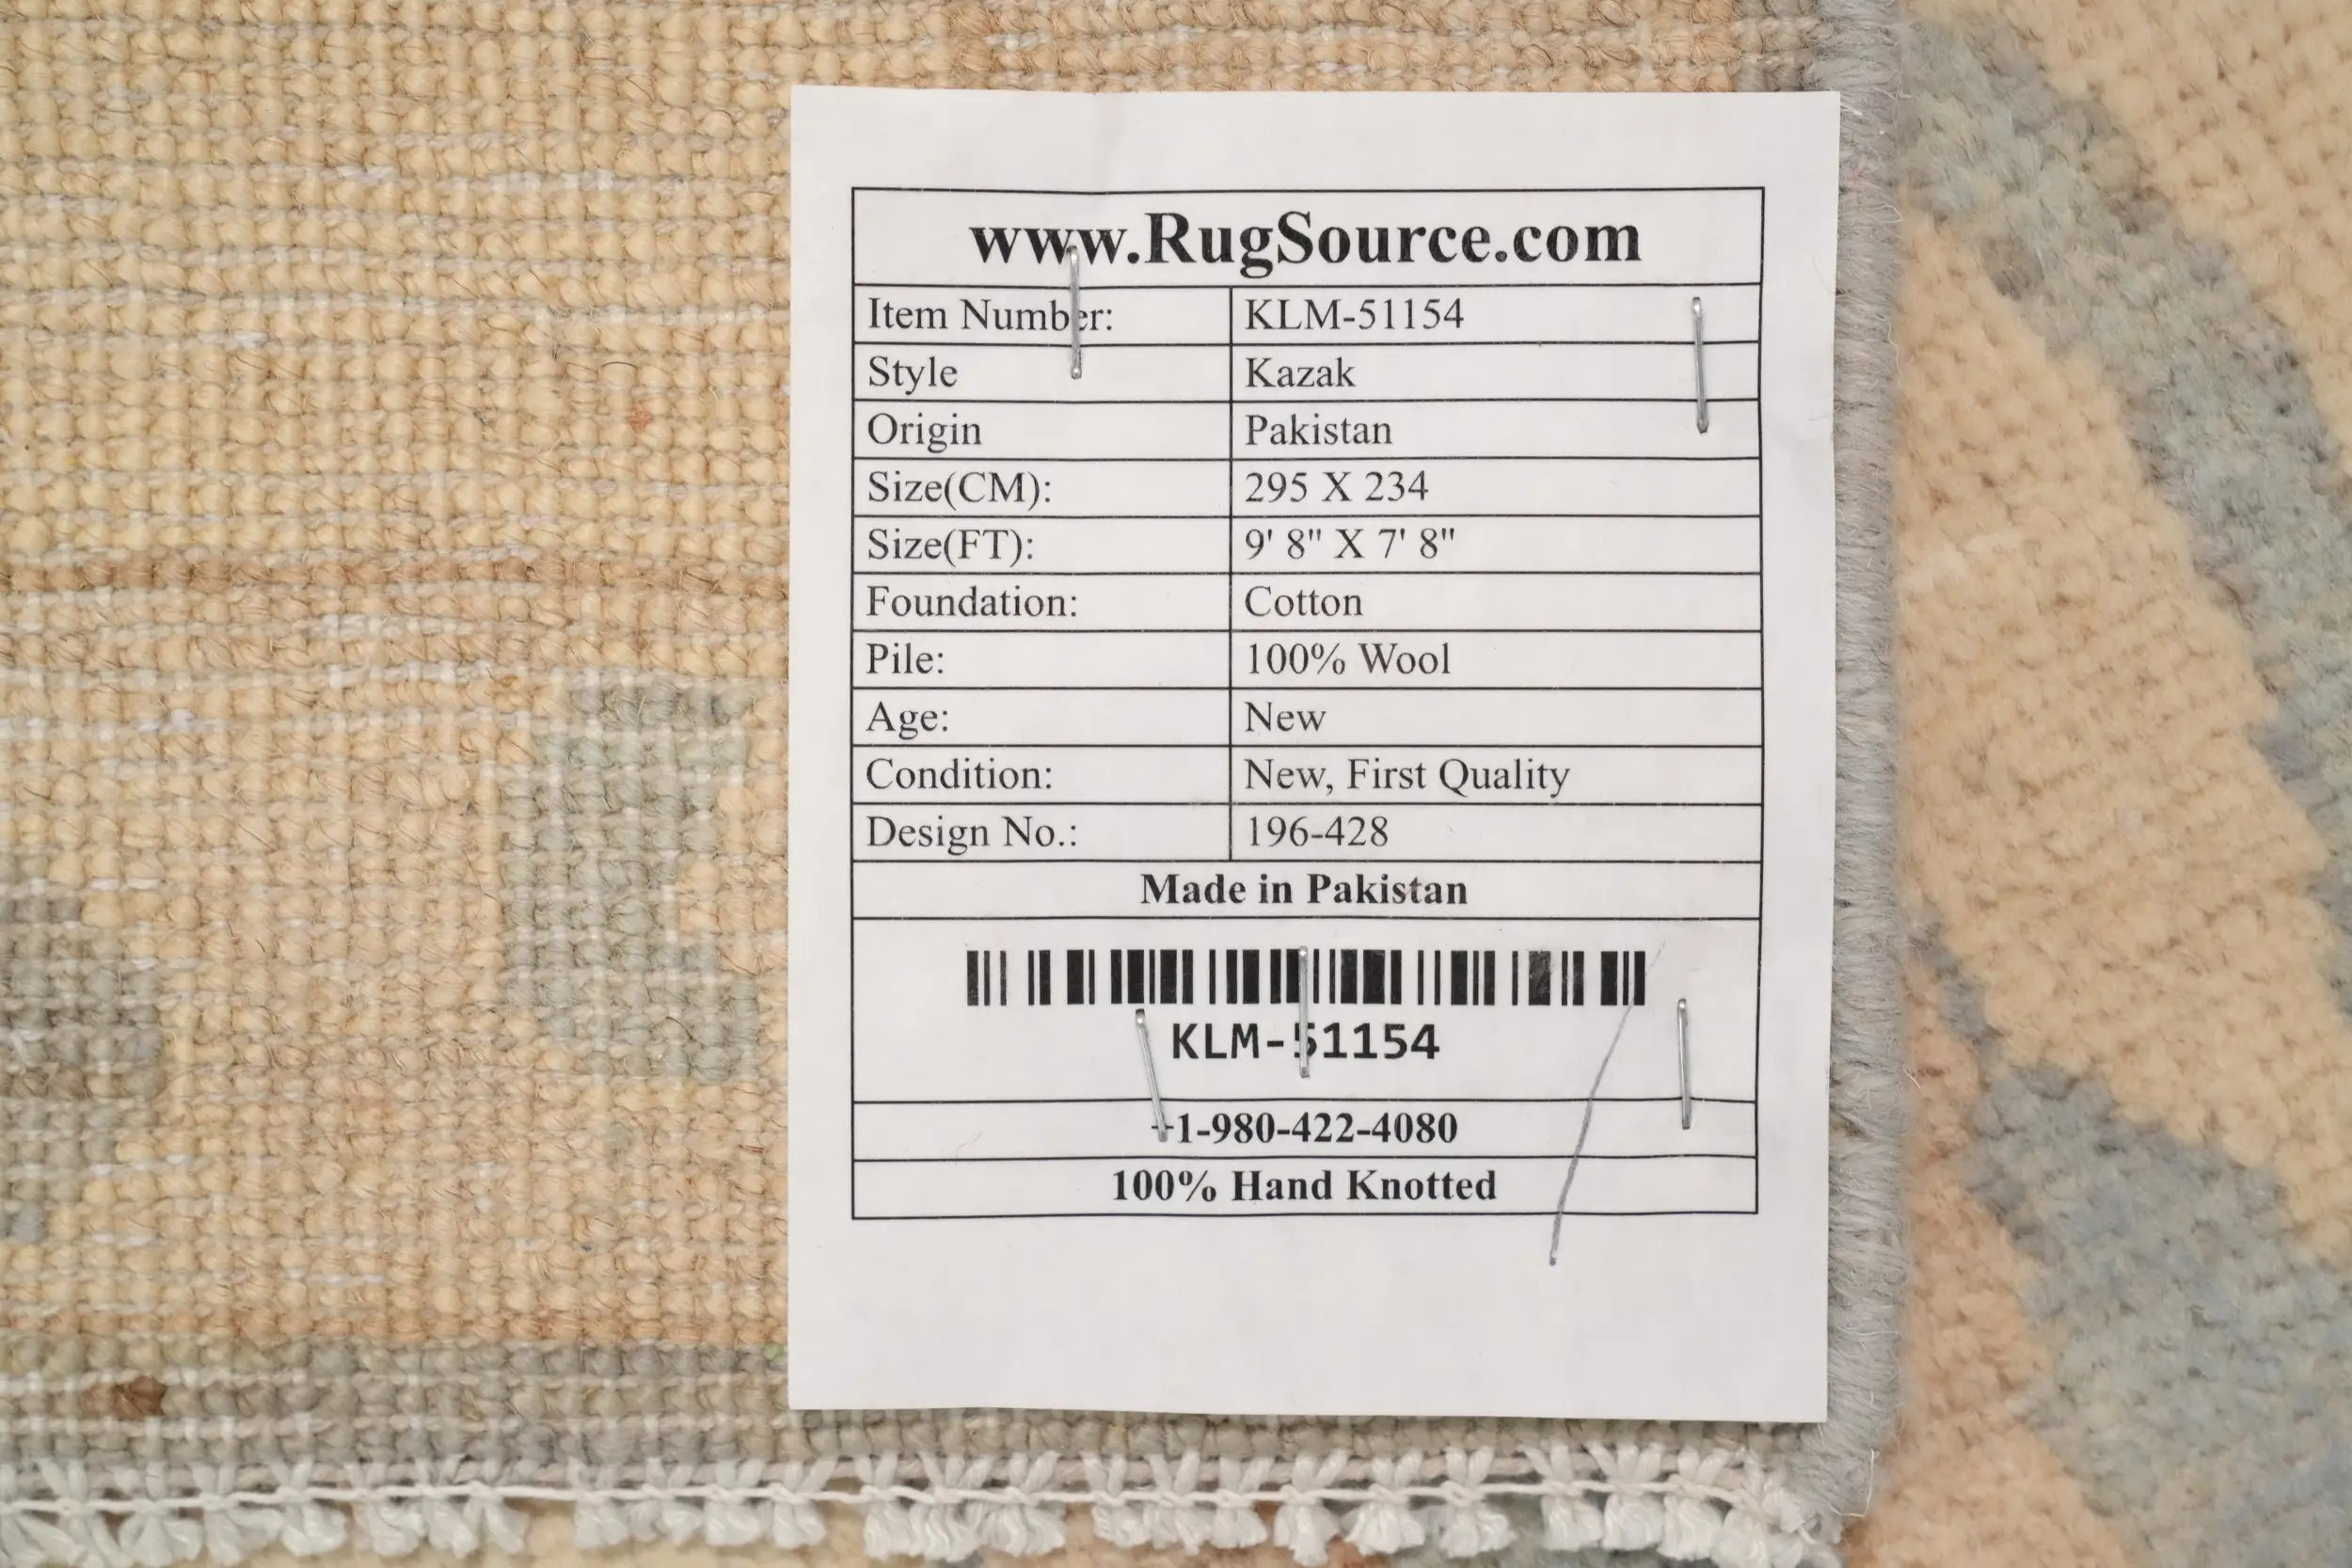 www.RugSource.com
Item Number: KLM-51154
Style Kazak
Origin Pakistan
Size(CM): 295 X 234
Size(FT): 9' 8" X 7' 8"
Foundation: Cotton
Pile: 100% Wool
Age: New
Condition: New, First Quality
Design No.: 196-428
Made in Pakistan
KLM-51154
+1-980-422-4080
100% Hand Knotted